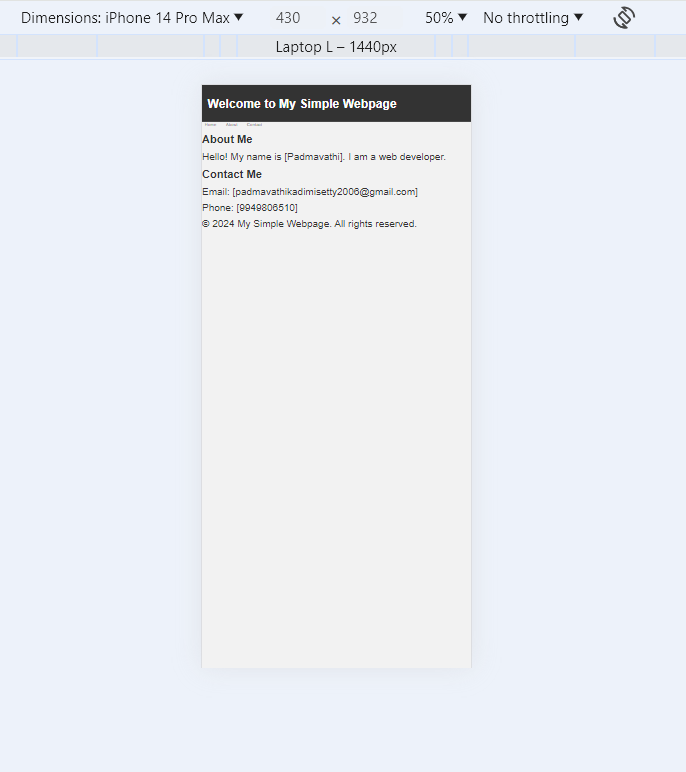 Dimensions: iPhone 14 Pro Max ▼ 430 × 932 50% ▼ No throttling ▼
Laptop L – 1440px
Welcome to My Simple Webpage
Home About Contact
About Me
Hello! My name is [Padmavathi]. I am a web developer.
Contact Me
Email: [padmavathikadimisetty2006@gmail.com]
Phone: [9949806510]
© 2024 My Simple Webpage. All rights reserved.